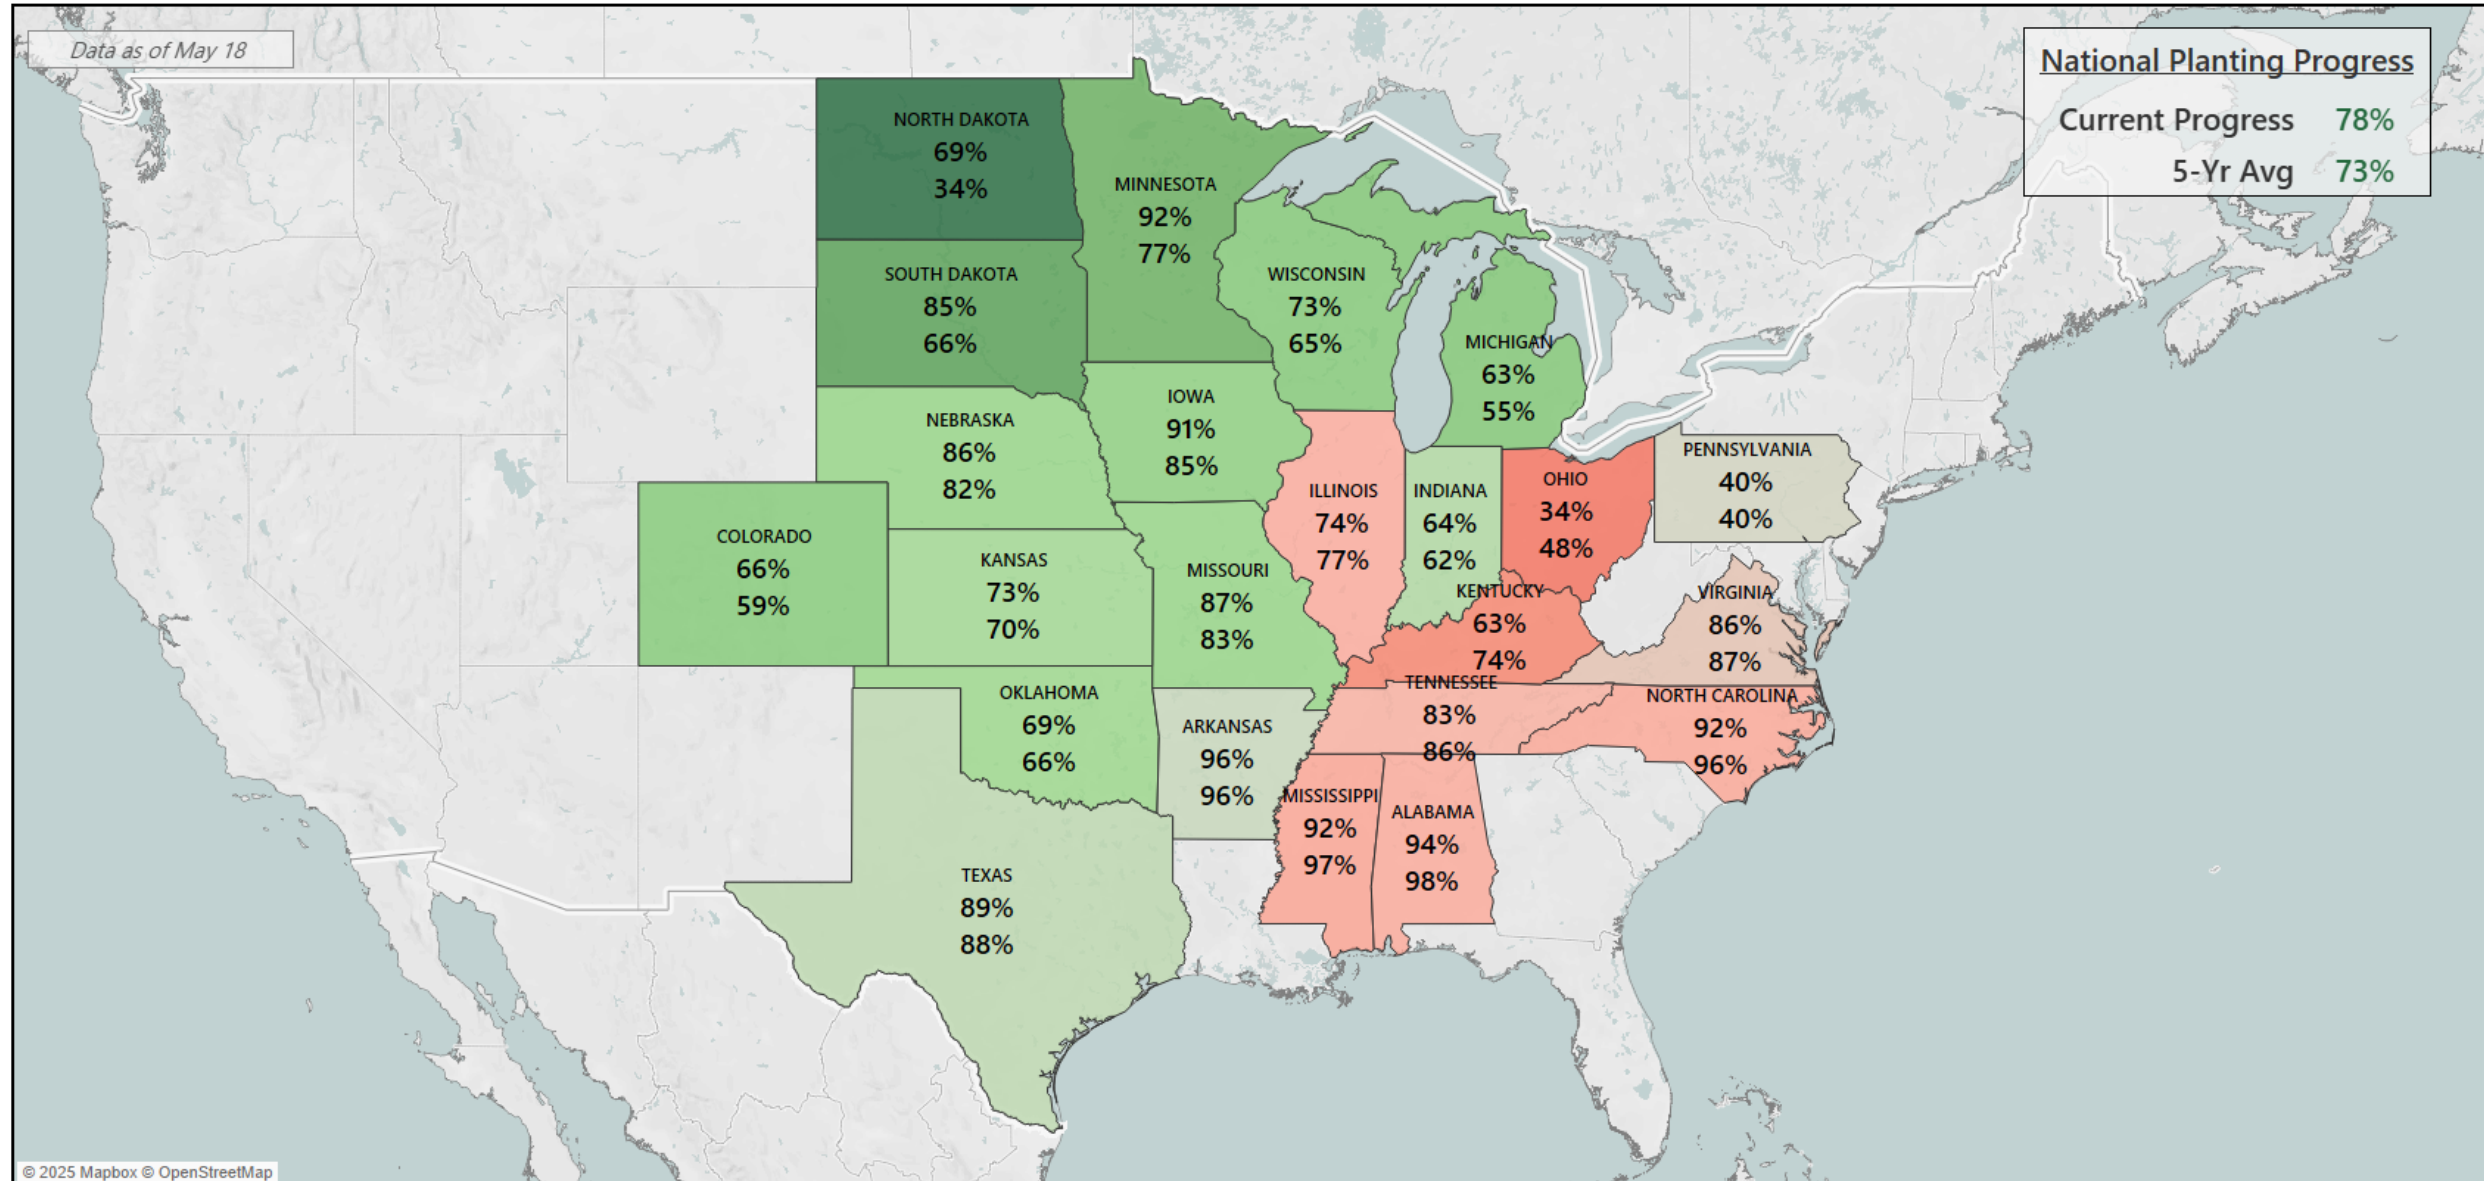 Data as of May 18
National Planting Progress
Current Progress 78%
5-Yr Avg 73%
NORTH DAKOTA
69%
34%
MINNESOTA
92%
77%
SOUTH DAKOTA
85%
66%
WISCONSIN
73%
65%
MICHIGAN
63%
55%
NEBRASKA
86%
82%
IOWA
91%
85%
ILLINOIS
74%
77%
INDIANA
64%
62%
OHIO
34%
48%
PENNSYLVANIA
40%
40%
COLORADO
66%
59%
KANSAS
73%
70%
MISSOURI
87%
83%
KENTUCKY
63%
74%
VIRGINIA
86%
87%
OKLAHOMA
69%
66%
ARKANSAS
96%
96%
TENNESSEE
83%
86%
NORTH CAROLINA
92%
96%
MISSISSIPPI
92%
97%
ALABAMA
94%
98%
TEXAS
89%
88%
© 2025 Mapbox © OpenStreetMap